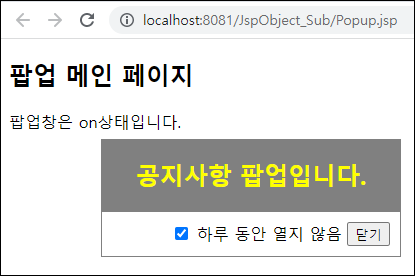 localhost:8081/JspObject_Sub/Popup.jsp
팝업 메인 페이지
팝업창은 on상태입니다.
공지사항 팝업입니다.
하루 동안 열지 않음 닫기